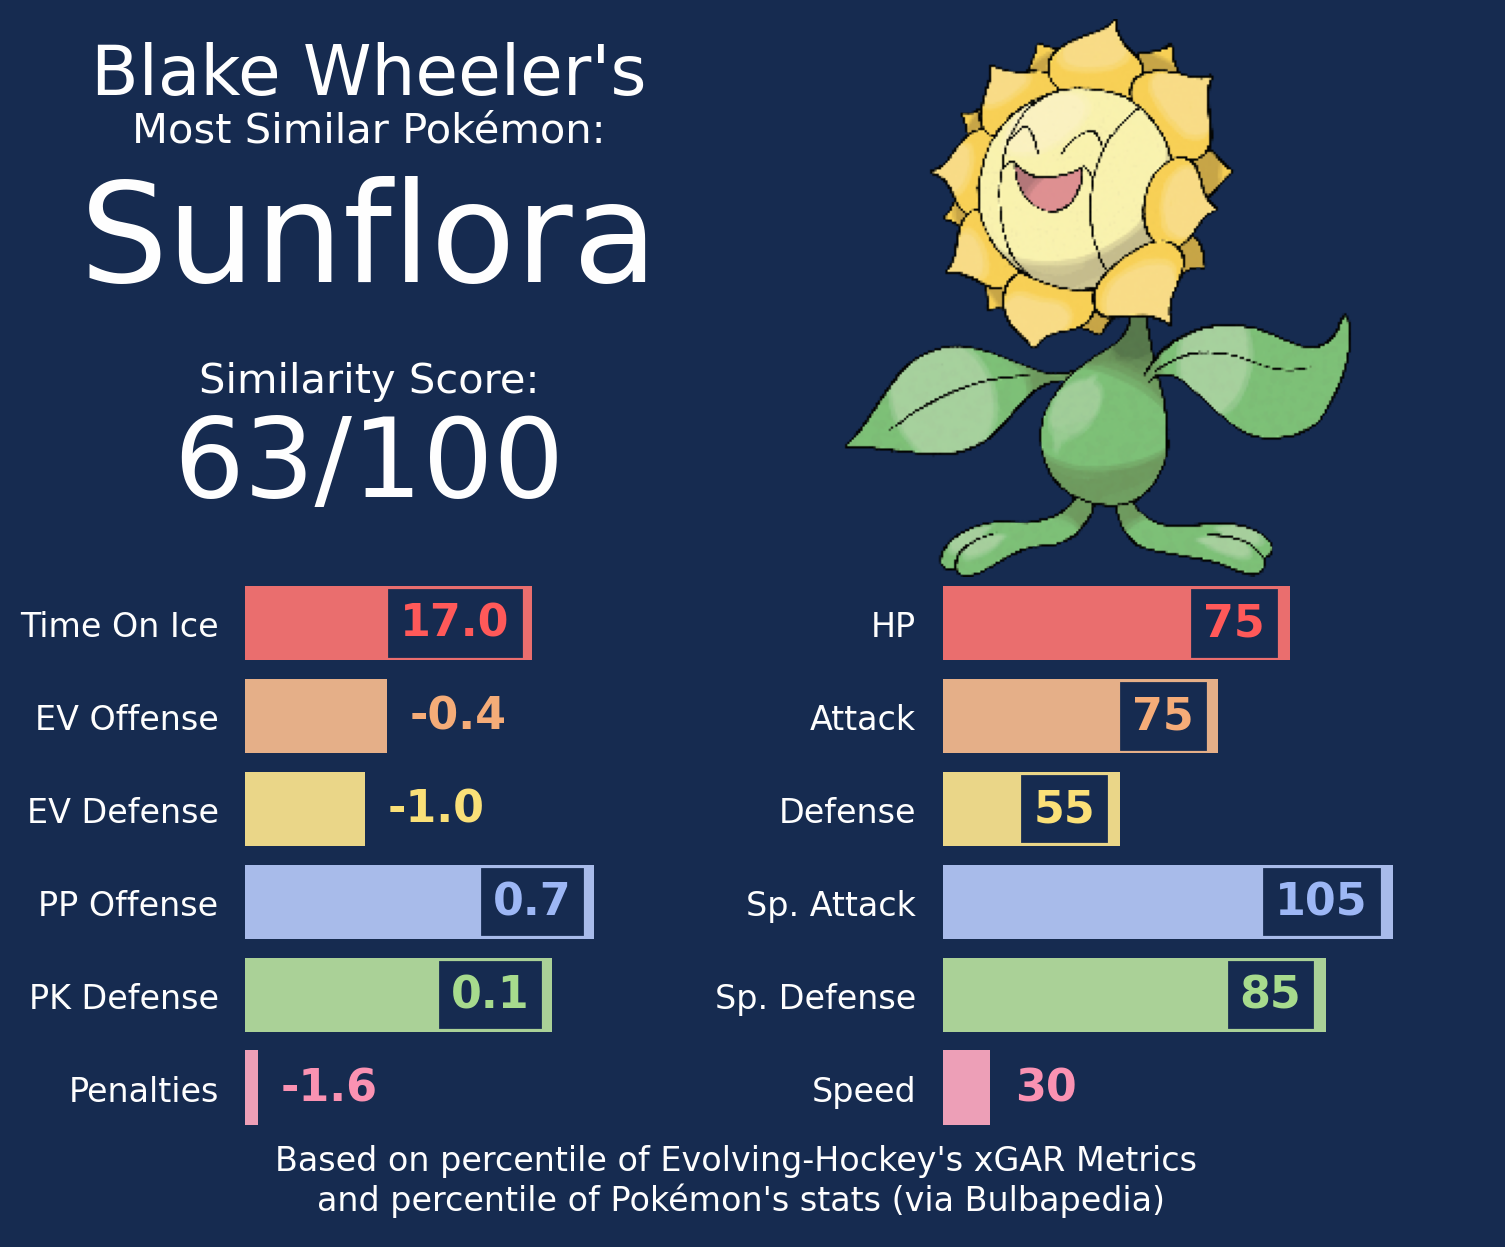 Blake Wheeler's
Most Similar Pokémon:
Sunflora
Similarity Score:
63/100
Time On Ice 17.0
EV Offense -0.4
EV Defense -1.0
PP Offense 0.7
PK Defense 0.1
Penalties -1.6
HP 75
Attack 75
Defense 55
Sp. Attack 105
Sp. Defense 85
Speed 30
Based on percentile of Evolving-Hockey's xGAR Metrics
and percentile of Pokémon's stats (via Bulbapedia)